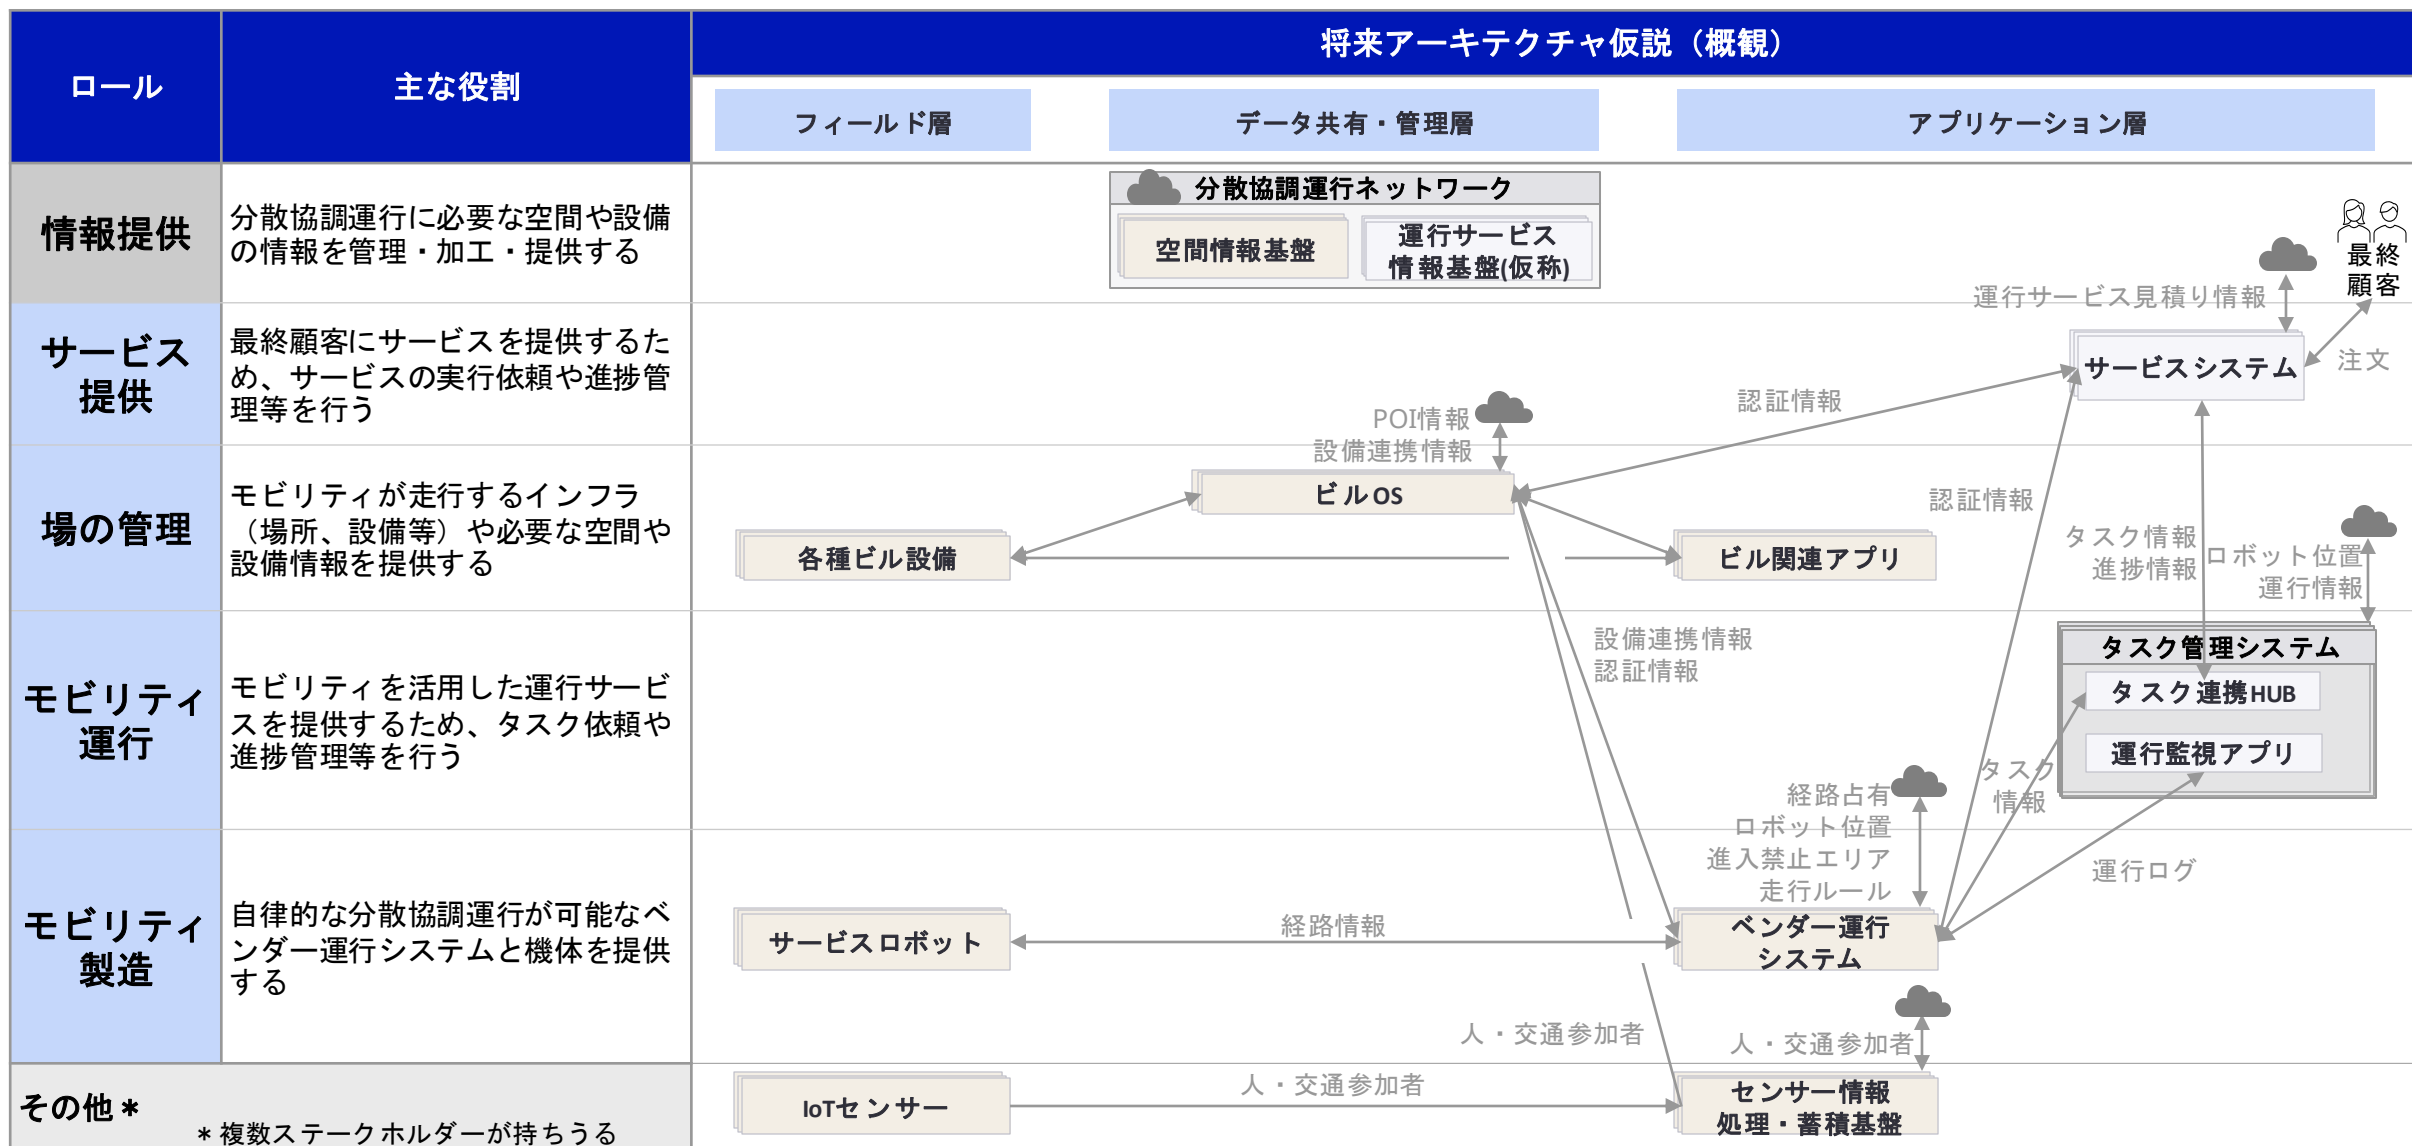 ロール
主な役割
将来アーキテクチャ仮説（概観）
フィールド層
データ共有・管理層
アプリケーション層
情報提供
分散協調運行に必要な空間や設備
の情報を管理・加工・提供する
分散協調運行ネットワーク
空間情報基盤
運行サービス
情報基盤(仮称)
最終
顧客
運行サービス見積り情報
サービス
提供
最終顧客にサービスを提供するた
め、サービスの実行依頼や進捗管
理等を行う
サービスシステム
注文
認証情報
POI情報
設備連携情報
場の管理
モビリティが走行するインフラ
（場所、設備等）や必要な空間や
設備情報を提供する
ビルOS
各種ビル設備
ビル関連アプリ
認証情報
タスク情報
進捗情報
ロボット位置
運行情報
モビリティ
運行
モビリティを活用した運行サービ
スを提供するため、タスク依頼や
進捗管理等を行う
設備連携情報
認証情報
タスク管理システム
タスク連携HUB
運行監視アプリ
タスク
情報
経路占有
ロボット位置
進入禁止エリア
走行ルール
運行ログ
モビリティ
製造
自律的な分散協調運行が可能なベ
ンダー運行システムと機体を提供
する
サービスロボット
経路情報
ベンダー運行
システム
人・交通参加者
人・交通参加者
その他＊
＊複数ステークホルダーが持ちうる
IoTセンサー
人・交通参加者
センサー情報
処理・蓄積基盤